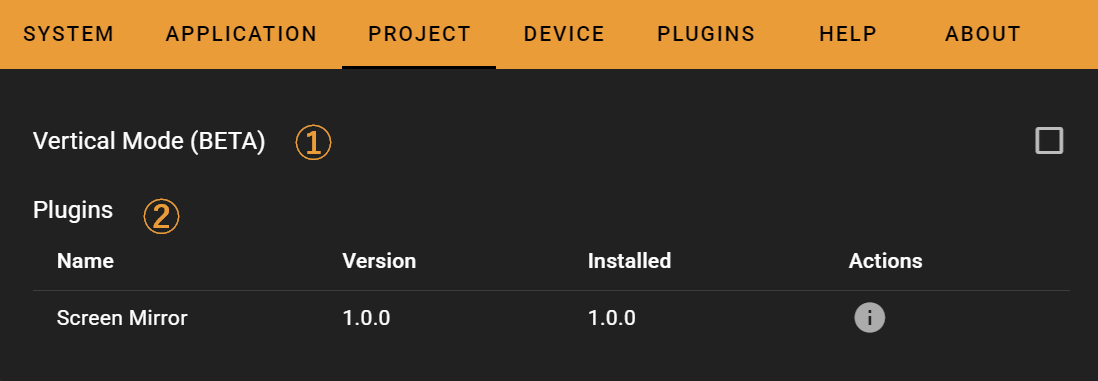 SYSTEM APPLICATION PROJECT DEVICE PLUGINS HELP ABOUT
Vertical Mode (BETA) ①
Plugins ②
Name Version Installed Actions
Screen Mirror 1.0.0 1.0.0 i